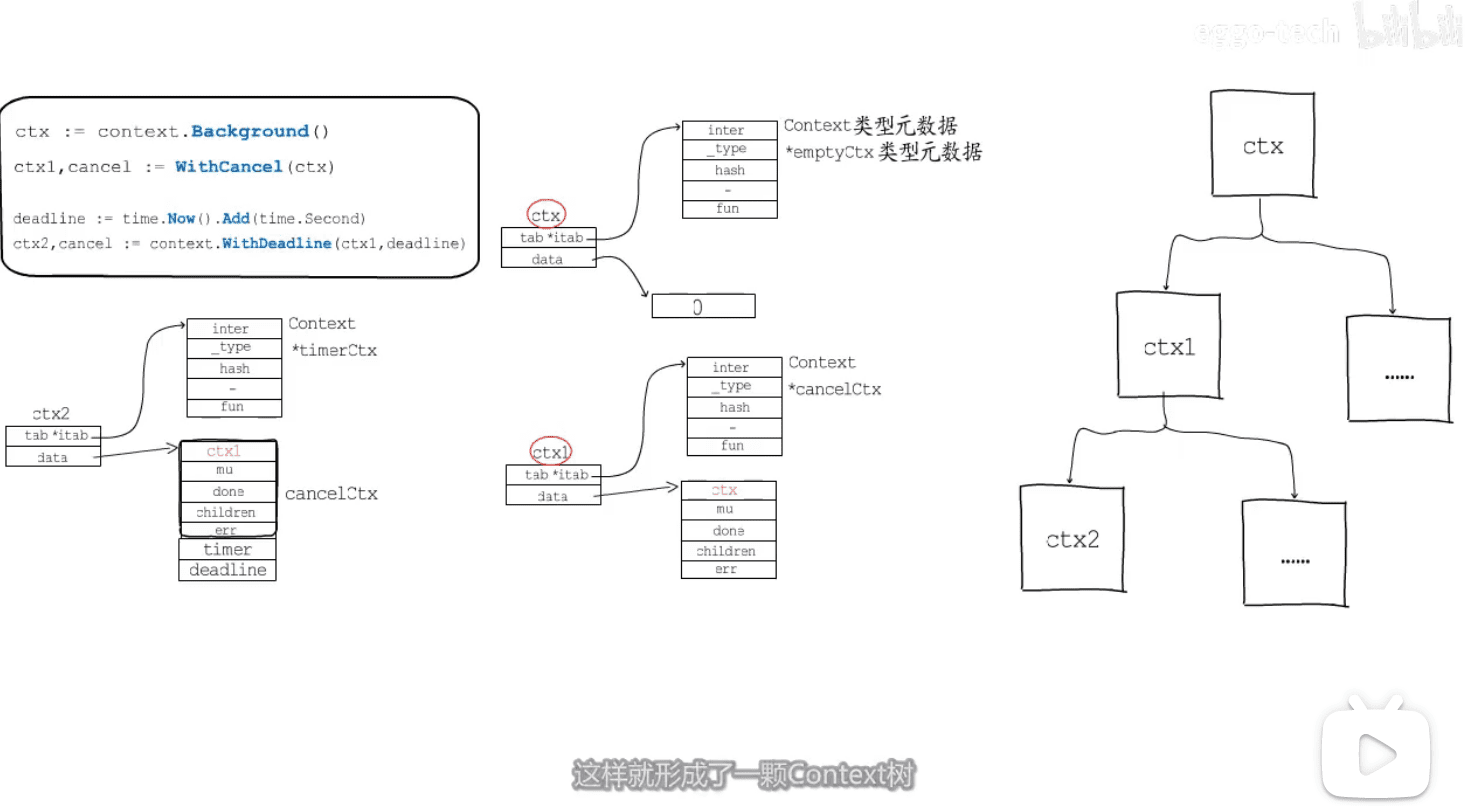 eggo-tech bilibili
ctx := context.Background()
ctx1,cancel := WithCancel(ctx)
deadline := time.Now().Add(time.Second)
ctx2,cancel := context.WithDeadline(ctx1,deadline)
ctx
tab *itab
data
inter
_type
hash
-
fun
Context类型元数据
*emptyCtx类型元数据
0
ctx2
tab *itab
data
inter
_type
hash
-
fun
Context
*timerCtx
ctx1
mu
done
children
err
timer
deadline
cancelCtx
ctx1
tab *itab
data
inter
_type
hash
-
fun
Context
*cancelCtx
ctx
mu
done
children
err
ctx
ctx1
......
ctx2
......
这样就形成了一颗Context树